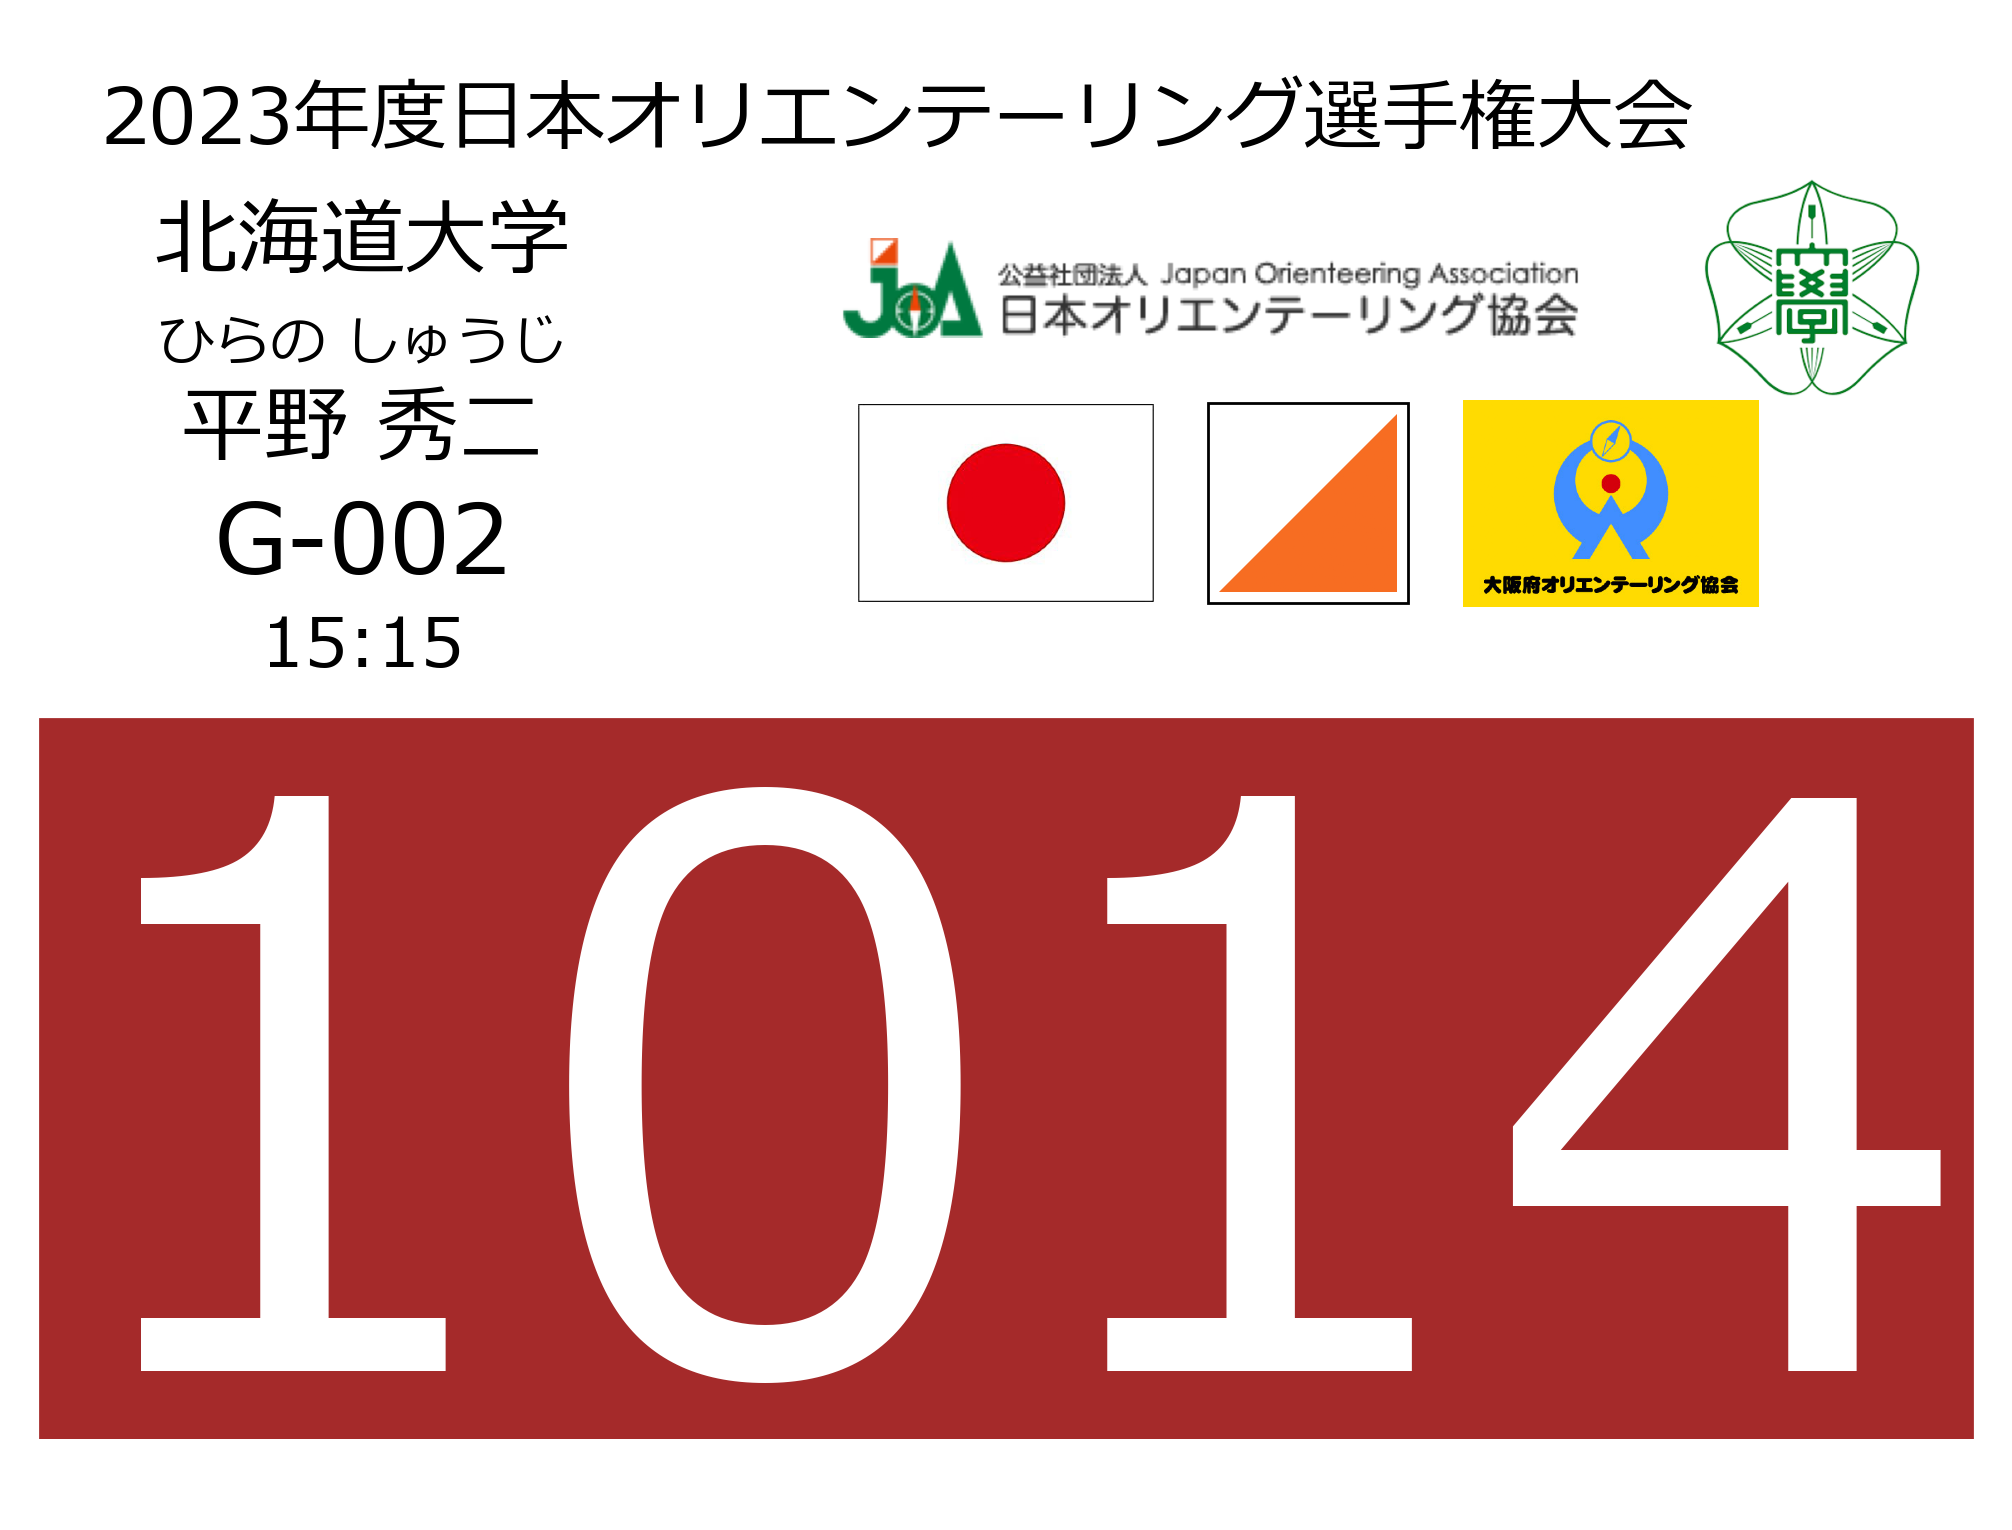 2023年度日本オリエンテーリング選手権大会
北海道大学
ひらの しゅうじ
平野 秀二
G-002
15:15
JOA
公益社団法人 Japan Orienteering Association
日本オリエンテーリング協会
大學
大阪府オリエンテーリング協会
1014